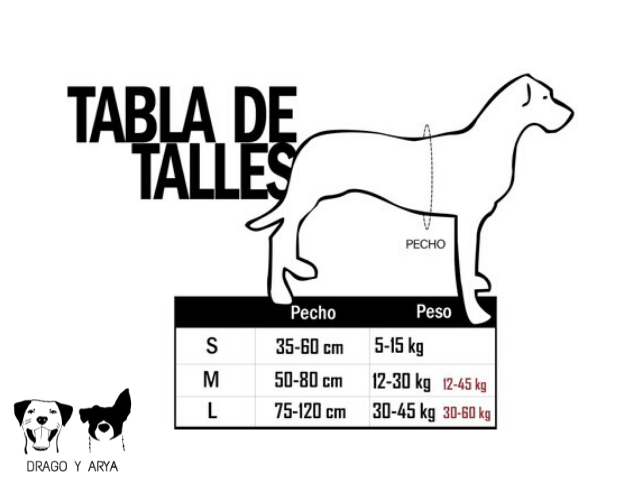 TABLA DE
TALLES
PECHO
Pecho Peso
S 35-60 cm 5-15 kg
M 50-80 cm 12-30 kg 12-45 kg
L 75-120 cm 30-45 kg 30-60 kg
DRAGO Y ARYA